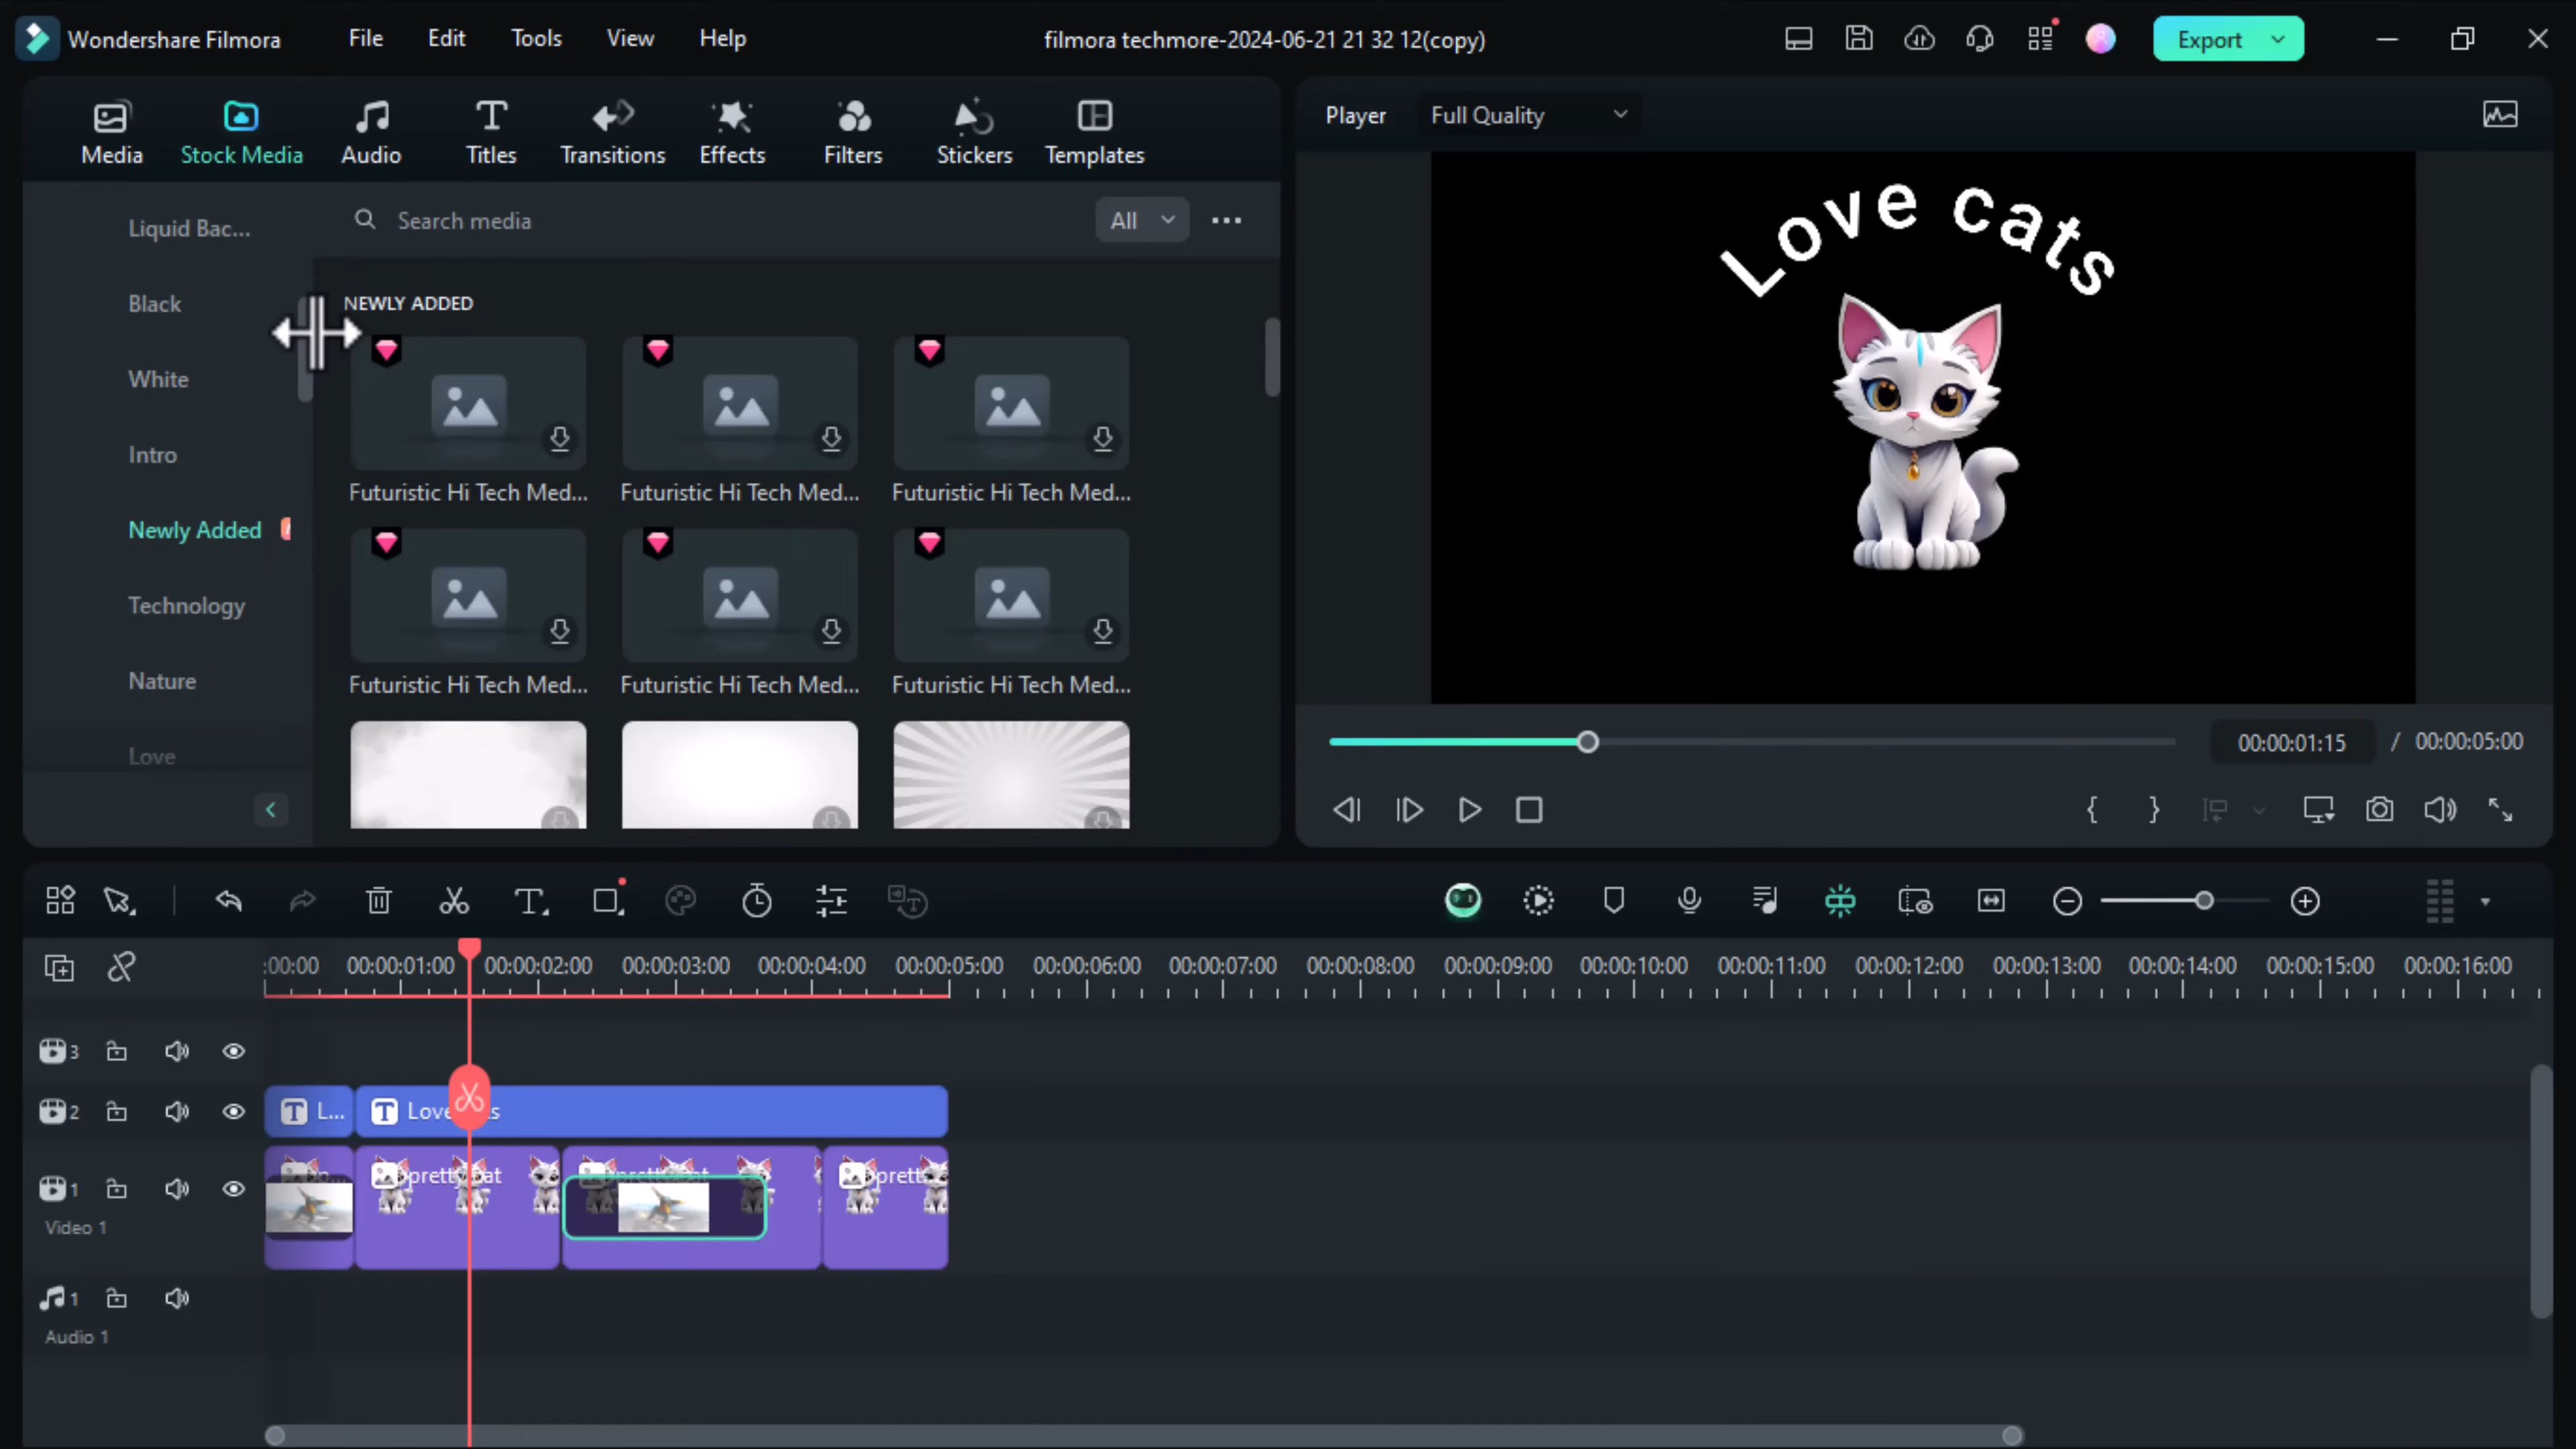 Wondershare Filmora File Edit Tools View Help filmora techmore-2024-06-21 21 32 12(copy) Export
Media Stock Media Audio Titles Transitions Effects Filters Stickers Templates
Player Full Quality
Liquid Bac...
Black
White
Intro
Newly Added
Technology
Nature
Love
Search media All
NEWLY ADDED
Futuristic Hi Tech Med... Futuristic Hi Tech Med... Futuristic Hi Tech Med...
Futuristic Hi Tech Med... Futuristic Hi Tech Med... Futuristic Hi Tech Med...
Love cats
00:00:01:15 / 00:00:05:00
:00:00 00:00:01:00 00:00:02:00 00:00:03:00 00:00:04:00 00:00:05:00 00:00:06:00 00:00:07:00 00:00:08:00 00:00:09:00 00:00:10:00 00:00:11:00 00:00:12:00 00:00:13:00 00:00:14:00 00:00:15:00 00:00:16:00
3
2 L... Love
1 pretty cat prett
Video 1
1
Audio 1